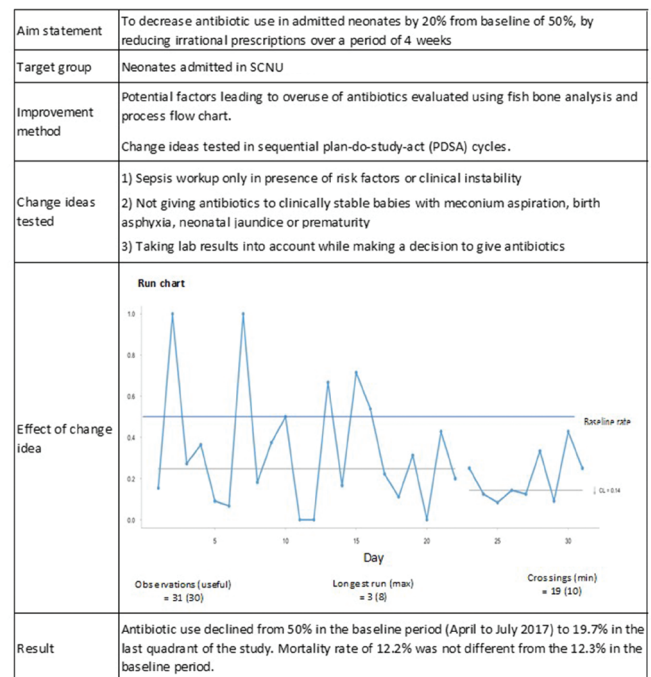 Aim statement
To decrease antibiotic use in admitted neonates by 20% from baseline of 50%, by
reducing irrational prescriptions over a period of 4 weeks
Target group
Neonates admitted in SCNU
Improvement
method
Potential factors leading to overuse of antibiotics evaluated using fish bone analysis and
process flow chart.
Change ideas tested in sequential plan-do-study-act (PDSA) cycles.
Change ideas
tested
1) Sepsis workup only in presence of risk factors or clinical instability
2) Not giving antibiotics to clinically stable babies with meconium aspiration, birth
asphyxia, neonatal jaundice or prematurity
3) Taking lab results into account while making a decision to give antibiotics
Effect of change
idea
Run chart
1.0
0.8
0.6
0.4
0.2
0.0
Baseline rate
CL = 0.14
5
10
15
20
25
30
Day
Observations (useful)
= 31 (30)
Longest run (max)
= 3 (8)
Crossings (min)
= 19 (10)
Result
Antibiotic use declined from 50% in the baseline period (April to July 2017) to 19.7% in the
last quadrant of the study. Mortality rate of 12.2% was not different from the 12.3% in the
baseline period.